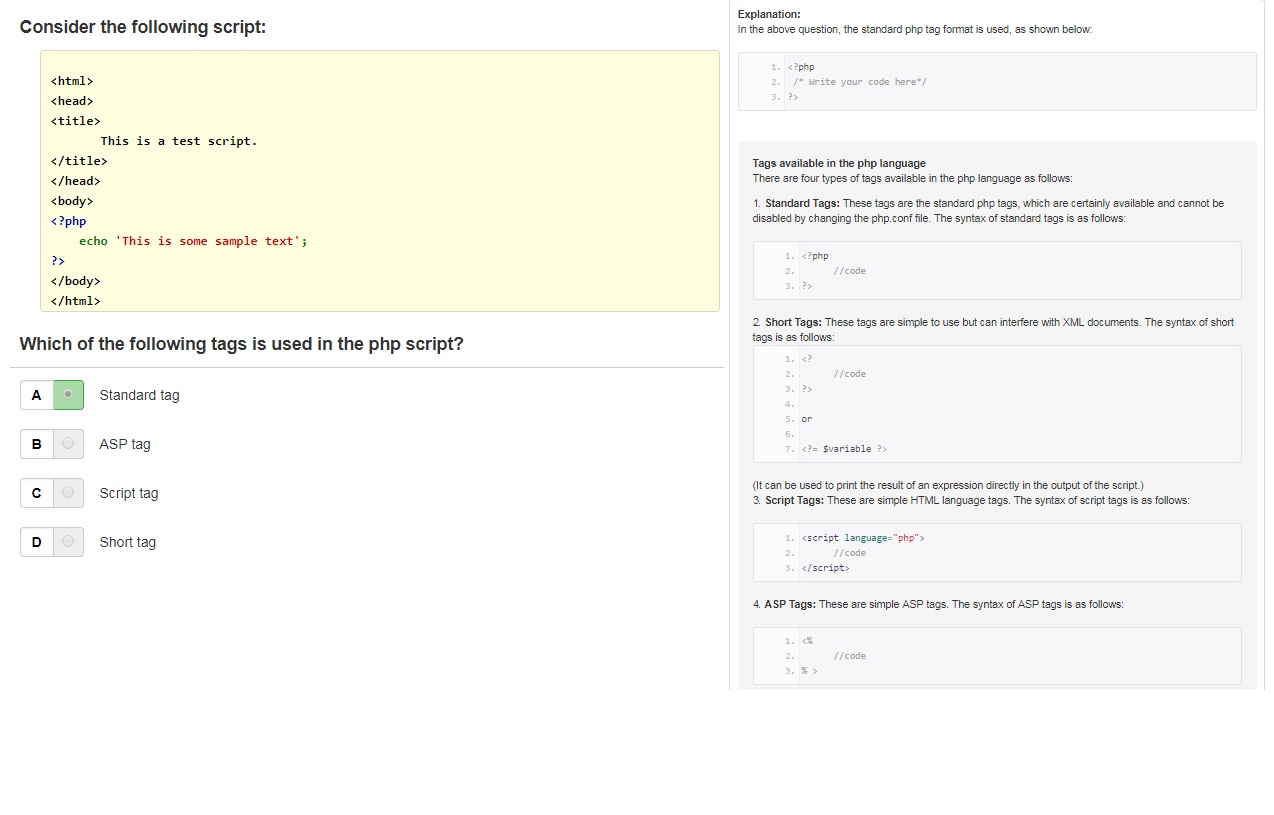 Consider the following script:
<html>
<head>
<title>
This is a test script.
</title>
</head>
<body>
<?php
echo 'This is some sample text';
?>
</body>
</html>
Which of the following tags is used in the php script?
A Standard tag
B ASP tag
C Script tag
D Short tag
Explanation:
In the above question, the standard php tag format is used, as shown below:
1. <?php
2. /* Write your code here*/
3. ?>
Tags available in the php language
There are four types of tags available in the php language as follows:
1. Standard Tags: These tags are the standard php tags, which are certainly available and cannot be
disabled by changing the php.conf file. The syntax of standard tags is as follows:
1. <?php
2. //code
3. ?>
2. Short Tags: These tags are simple to use but can interfere with XML documents. The syntax of short
tags is as follows:
1. <?
2. //code
3. ?>
4.
5. or
6.
7. <?= $variable ?>
(It can be used to print the result of an expression directly in the output of the script.)
3. Script Tags: These are simple HTML language tags. The syntax of script tags is as follows:
1. <script language="php">
2. //code
3. </script>
4. ASP Tags: These are simple ASP tags. The syntax of ASP tags is as follows:
1. <%
2. //code
3. % >